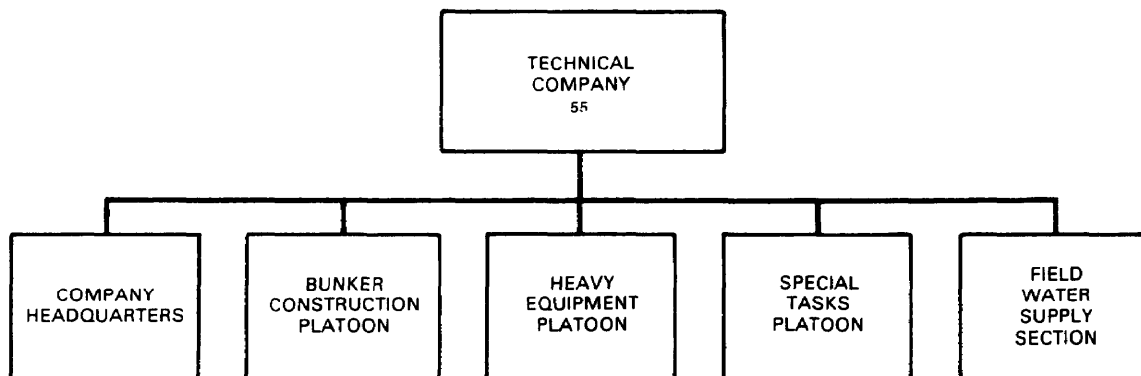 TECHNICAL
COMPANY
55
COMPANY
HEADQUARTERS
BUNKER
CONSTRUCTION
PLATOON
HEAVY
EQUIPMENT
PLATOON
SPECIAL
TASKS
PLATOON
FIELD
WATER
SUPPLY
SECTION